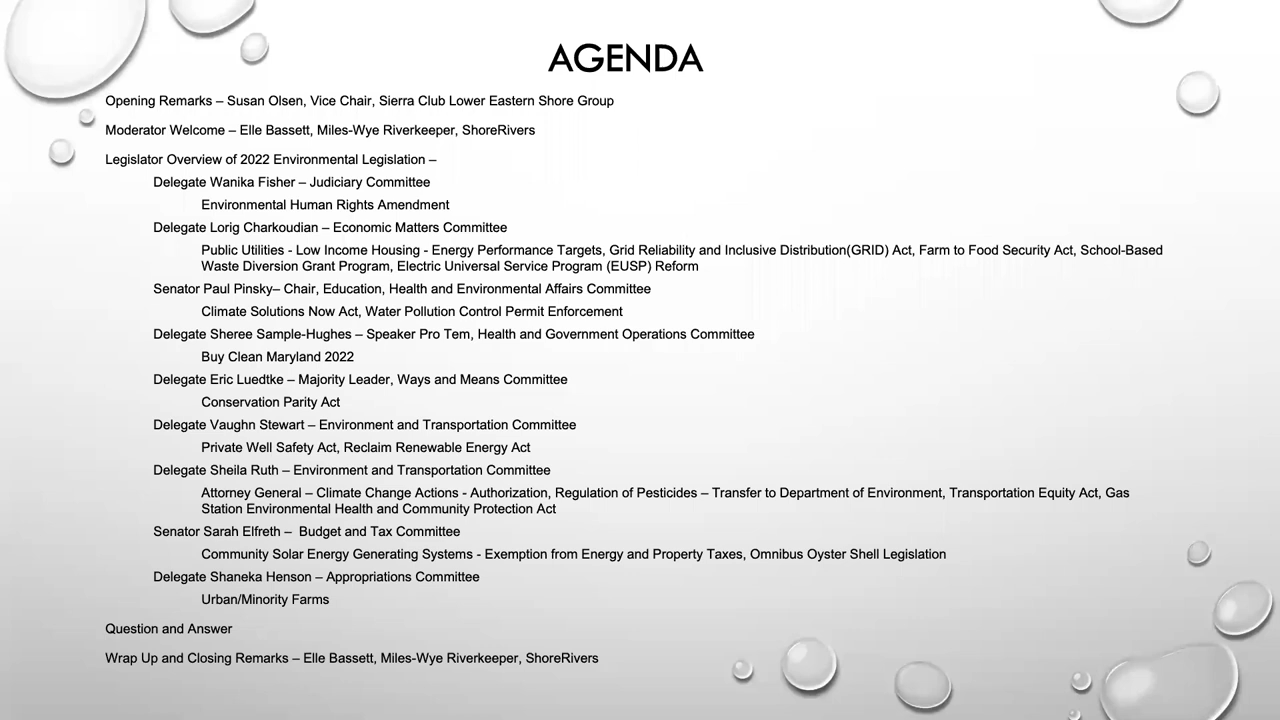 AGENDA
Opening Remarks – Susan Olsen, Vice Chair, Sierra Club Lower Eastern Shore Group
Moderator Welcome – Elle Bassett, Miles-Wye Riverkeeper, ShoreRivers
Legislator Overview of 2022 Environmental Legislation –
Delegate Wanika Fisher – Judiciary Committee
Environmental Human Rights Amendment
Delegate Lorig Charkoudian – Economic Matters Committee
Public Utilities - Low Income Housing - Energy Performance Targets, Grid Reliability and Inclusive Distribution(GRID) Act, Farm to Food Security Act, School-Based
Waste Diversion Grant Program, Electric Universal Service Program (EUSP) Reform
Senator Paul Pinsky– Chair, Education, Health and Environmental Affairs Committee
Climate Solutions Now Act, Water Pollution Control Permit Enforcement
Delegate Sheree Sample-Hughes – Speaker Pro Tem, Health and Government Operations Committee
Buy Clean Maryland 2022
Delegate Eric Luedtke – Majority Leader, Ways and Means Committee
Conservation Parity Act
Delegate Vaughn Stewart – Environment and Transportation Committee
Private Well Safety Act, Reclaim Renewable Energy Act
Delegate Sheila Ruth – Environment and Transportation Committee
Attorney General – Climate Change Actions - Authorization, Regulation of Pesticides – Transfer to Department of Environment, Transportation Equity Act, Gas
Station Environmental Health and Community Protection Act
Senator Sarah Elfreth –  Budget and Tax Committee
Community Solar Energy Generating Systems - Exemption from Energy and Property Taxes, Omnibus Oyster Shell Legislation
Delegate Shaneka Henson – Appropriations Committee
Urban/Minority Farms
Question and Answer
Wrap Up and Closing Remarks – Elle Bassett, Miles-Wye Riverkeeper, ShoreRivers